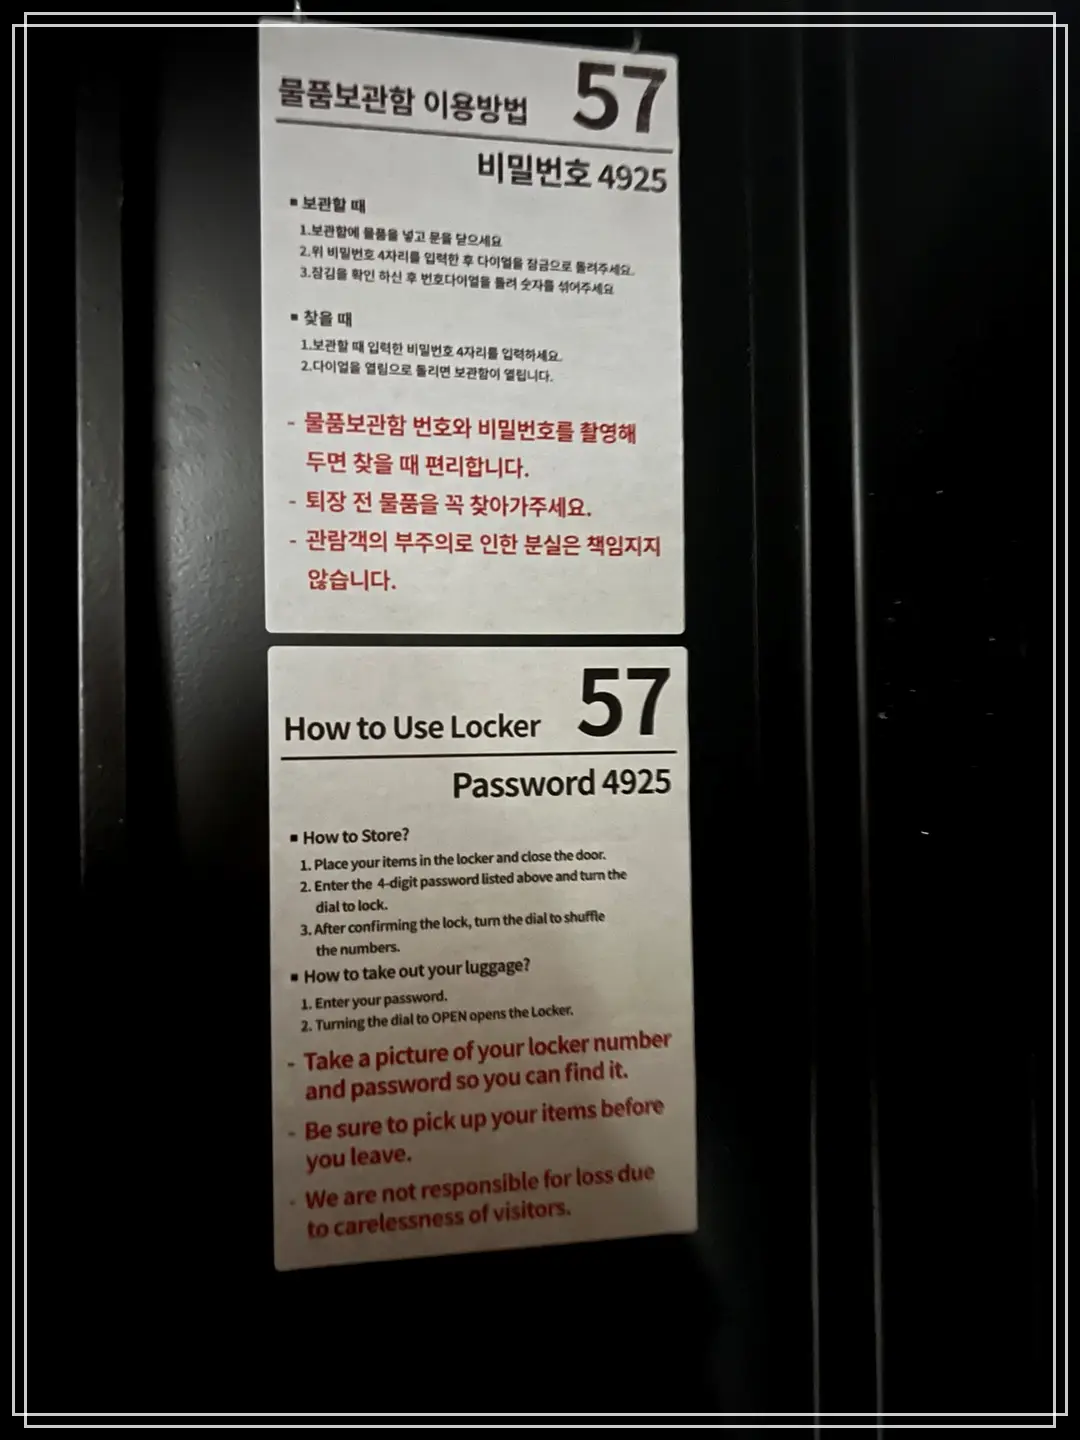 물품보관함 이용방법 57
비밀번호 4925
▪ 보관할 때
1.보관함에 물품을 넣고 문을 닫으세요
2.위 비밀번호 4자리를 입력한 후 다이얼을 잠금으로 돌려주세요.
3.잠김을 확인 하신 후 번호다이얼을 돌려 숫자를 섞어주세요
▪ 찾을 때
1.보관할 때 입력한 비밀번호 4자리를 입력하세요.
2.다이얼을 열림으로 돌리면 보관함이 열립니다.
- 물품보관함 번호와 비밀번호를 촬영해
두면 찾을 때 편리합니다.
- 퇴장 전 물품을 꼭 찾아가주세요.
- 관람객의 부주의로 인한 분실은 책임지지
않습니다.
How to Use Locker 57
Password 4925
▪ How to Store?
1. Place your items in the locker and close the door.
2. Enter the 4-digit password listed above and turn the
dial to lock.
3. After confirming the lock, turn the dial to shuffle
the numbers.
▪ How to take out your luggage?
1. Enter your password.
2. Turning the dial to OPEN opens the Locker.
- Take a picture of your locker number
and password so you can find it.
- Be sure to pick up your items before
you leave.
- We are not responsible for loss due
to carelessness of visitors.